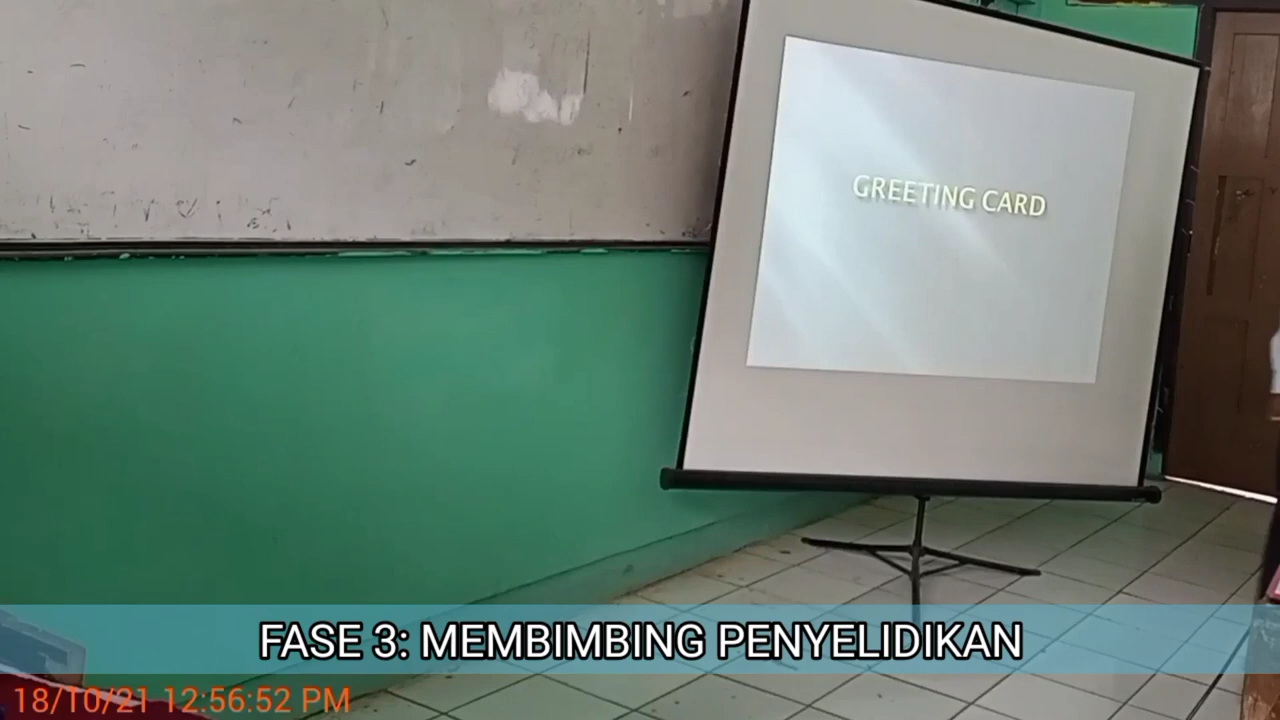 GREETING CARD
FASE 3: MEMBIMBING PENYELIDIKAN
18/10/21 12:56:52 PM